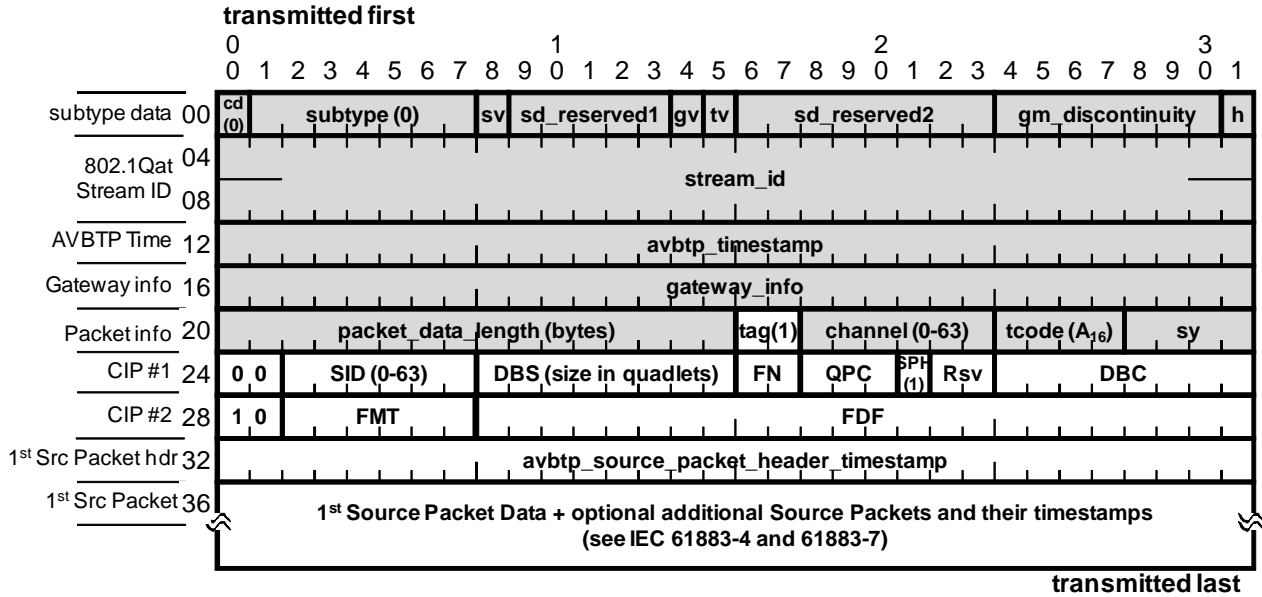 transmitted first
0 1 2 3
0 1 2 3 4 5 6 7 8 9 0 1 2 3 4 5 6 7 8 9 0 1 2 3 4 5 6 7 8 9 0 1
subtype data 00 cd (0) subtype (0) sv sd_reserved1 gv tv sd_reserved2 gm_discontinuity h
802.1Qat Stream ID 04 08 stream_id
AVBTP Time 12 avbtp_timestamp
Gateway info 16 gateway_info
Packet info 20 packet_data_length (bytes) tag(1) channel (0-63) tcode (A16) sy
CIP #1 24 0 0 SID (0-63) DBS (size in quadlets) FN QPC SPH (1) Rsv DBC
CIP #2 28 1 0 FMT FDF
1st Src Packet hdr 32 avbtp_source_packet_header_timestamp
1st Src Packet 36 1st Source Packet Data + optional additional Source Packets and their timestamps
(see IEC 61883-4 and 61883-7)
transmitted last